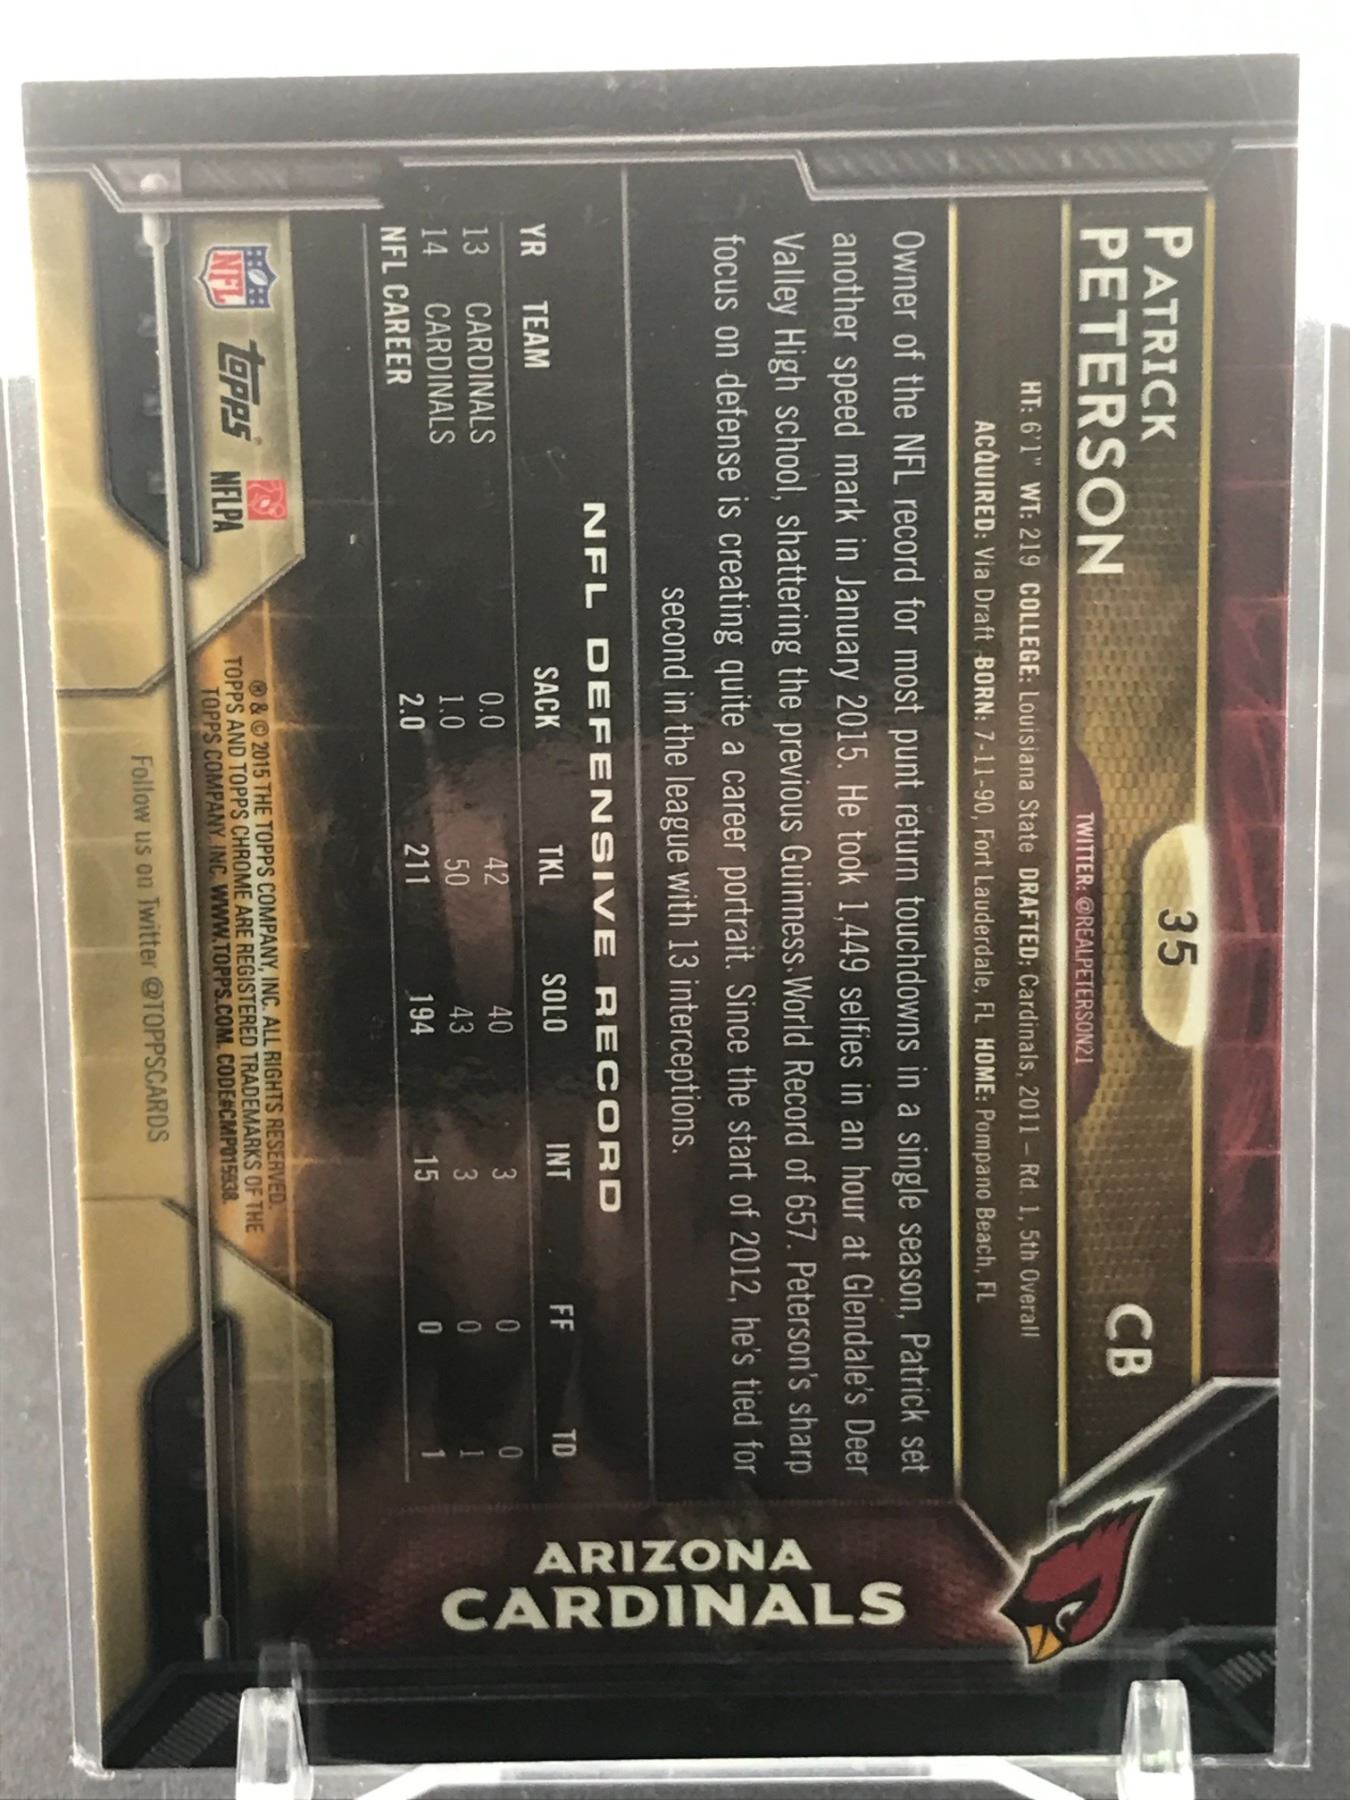 PATRICK
PETERSON
35
CB
TWITTER: @REALPETERSON21
HT: 6'1" WT: 219 COLLEGE: Louisiana State DRAFTED: Cardinals, 2011 – Rd. 1, 5th Overall
ACQUIRED: Via Draft BORN: 7-11-90, Fort Lauderdale, FL HOME: Pompano Beach, FL
Owner of the NFL record for most punt return touchdowns in a single season, Patrick set
another speed mark in January 2015. He took 1,449 selfies in an hour at Glendale's Deer
Valley High school, shattering the previous Guinness World Record of 657. Peterson's sharp
focus on defense is creating quite a career portrait. Since the start of 2012, he's tied for
second in the league with 13 interceptions.
NFL DEFENSIVE RECORD
YR TEAM SACK TKL SOLO INT FF TD
13 CARDINALS 0.0 42 40 3 0 0
14 CARDINALS 1.0 50 43 3 0 1
NFL CAREER 2.0 211 194 15 0 1
ARIZONA
CARDINALS
NFL
topps
NFLPA
® & © 2015 THE TOPPS COMPANY, INC. ALL RIGHTS RESERVED.
TOPPS AND TOPPS CHROME ARE REGISTERED TRADEMARKS OF THE
TOPPS COMPANY, INC. WWW.TOPPS.COM. CODE#CMP015938
Follow us on Twitter @TOPPSCARDS